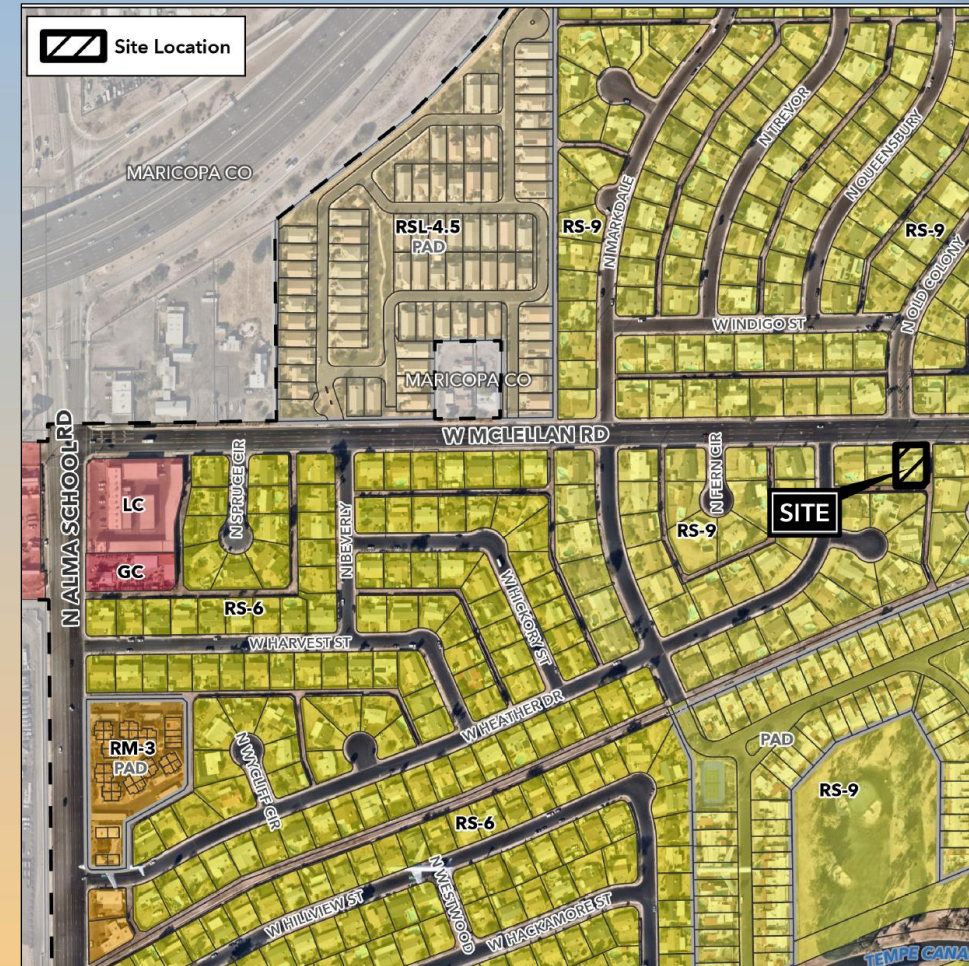 Site Location
MARICOPA CO
N TREVOR
N QUEENSBURY
RSL-4.5
PAD
RS-9
N MARKDALE
RS-9
N OLD COLONY
W INDIGO ST
MARICOPA CO
W MCLELLAN RD
N ALMA SCHOOL RD
N SPRUCE CIR
N FERN CIR
LC
SITE
N BEVERLY
RS-9
GC
W HICKORY ST
RS-6
W HARVEST ST
W HEATHER DR
RM-3
PAD
N WYCLIFF CIR
PAD
RS-9
RS-6
N WESTWOOD
W HILLVIEW ST
W HACKAMORE ST
TEMPE CANA